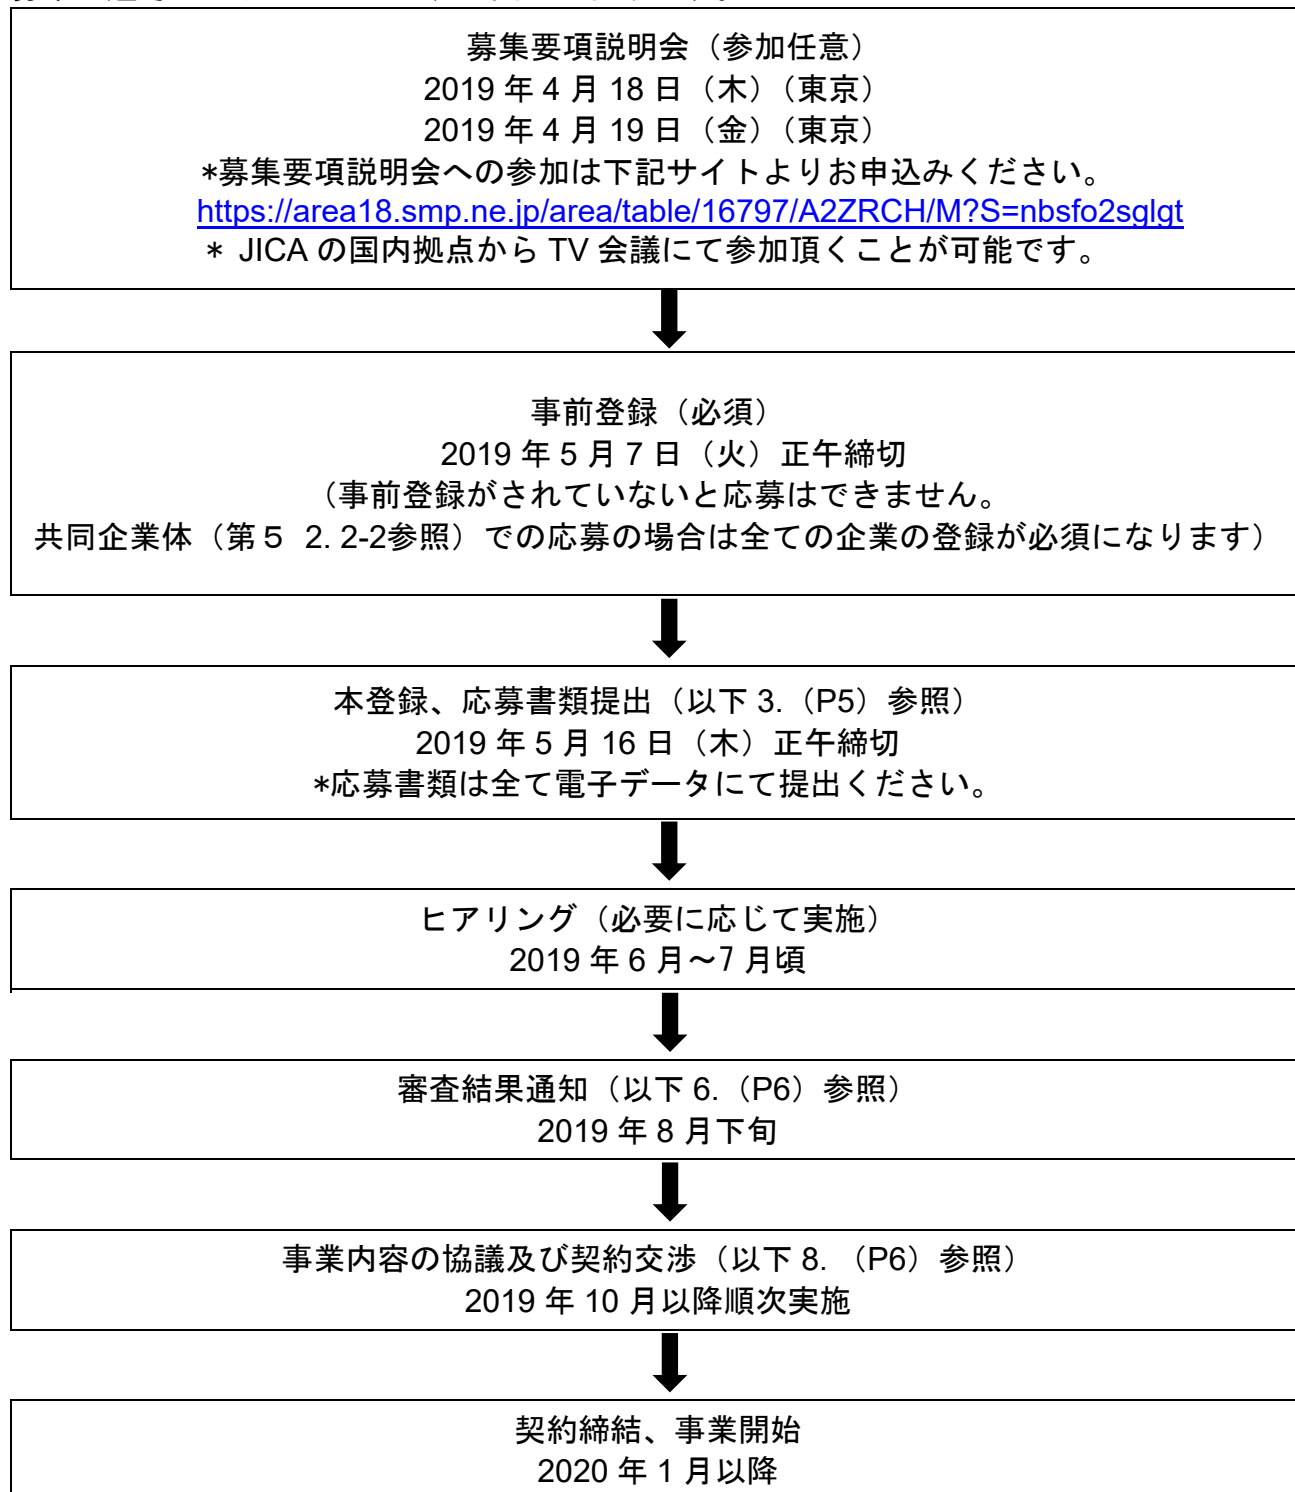 募集要項説明会（参加任意）
2019 年 4 月 18 日（木）（東京）
2019 年 4 月 19 日（金）（東京）
*募集要項説明会への参加は下記サイトよりお申込みください。
https://area18.smp.ne.jp/area/table/16797/A2ZRCH/M?S=nbsfo2sglgt
* JICA の国内拠点から TV 会議にて参加頂くことが可能です。
事前登録（必須）
2019 年 5 月 7 日（火）正午締切
（事前登録がされていないと応募はできません。
共同企業体（第５ 2. 2-2参照）での応募の場合は全ての企業の登録が必須になります）
本登録、応募書類提出（以下 3.（P5）参照）
2019 年 5 月 16 日（木）正午締切
*応募書類は全て電子データにて提出ください。
ヒアリング（必要に応じて実施）
2019 年 6 月～7 月頃
審査結果通知（以下 6.（P6）参照）
2019 年 8 月下旬
事業内容の協議及び契約交渉（以下 8. （P6）参照）
2019 年 10 月以降順次実施
契約締結、事業開始
2020 年 1 月以降